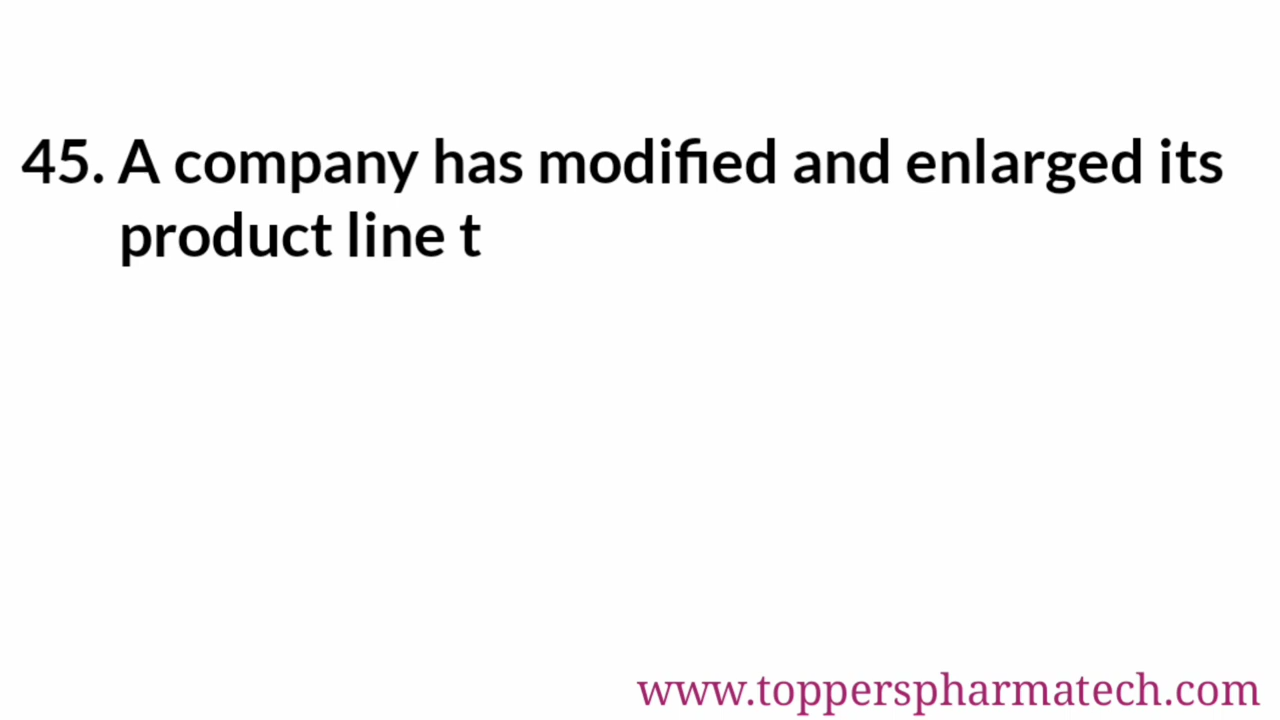 45. A company has modified and enlarged its
product line t
www.topperspharmatech.com